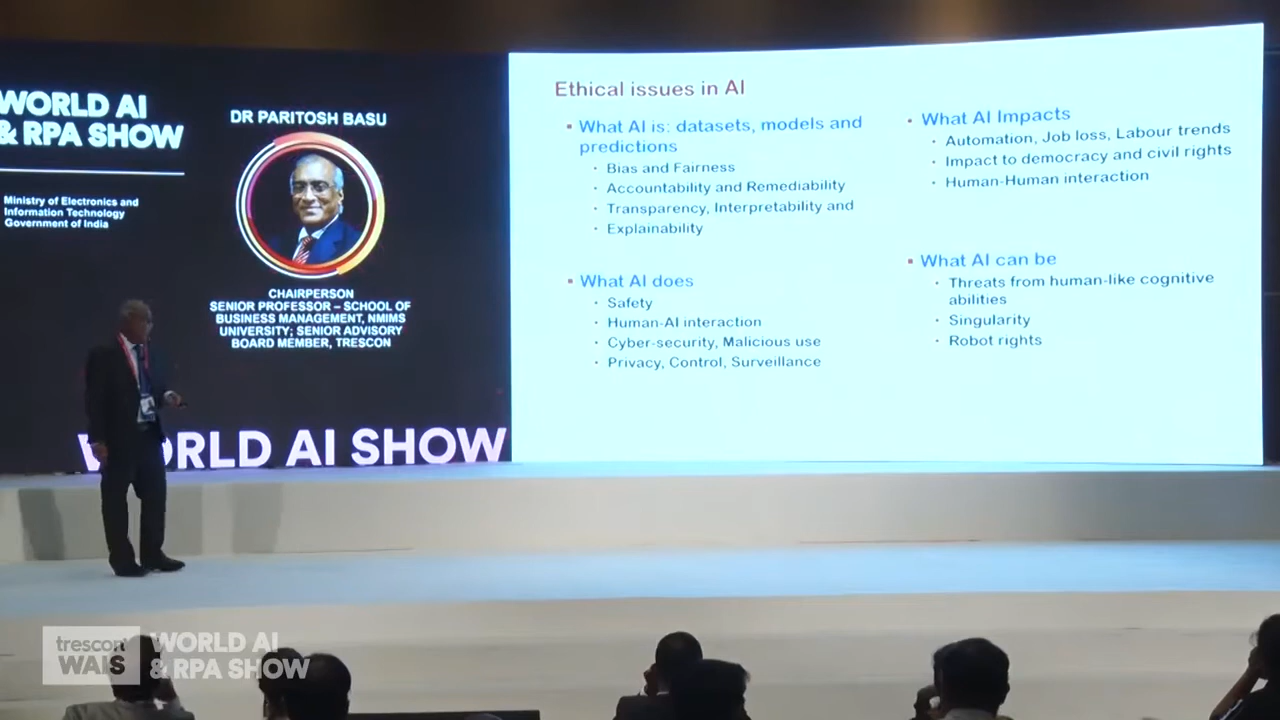 WORLD AI
& RPA SHOW
Ministry of Electronics and
Information Technology
Government of India
DR PARITOSH BASU
CHAIRPERSON
SENIOR PROFESSOR – SCHOOL OF
BUSINESS MANAGEMENT, NMIMS
UNIVERSITY; SENIOR ADVISORY
BOARD MEMBER, TRESCON
WORLD AI SHOW
Ethical issues in AI
▪ What AI is: datasets, models and
predictions
• Bias and Fairness
• Accountability and Remediability
• Transparency, Interpretability and
• Explainability
▪ What AI does
• Safety
• Human-AI interaction
• Cyber-security, Malicious use
• Privacy, Control, Surveillance
▪ What AI Impacts
• Automation, Job loss, Labour trends
• Impact to democracy and civil rights
• Human-Human interaction
▪ What AI can be
• Threats from human-like cognitive
abilities
• Singularity
• Robot rights
trescon
WAIS
WORLD AI
& RPA SHOW